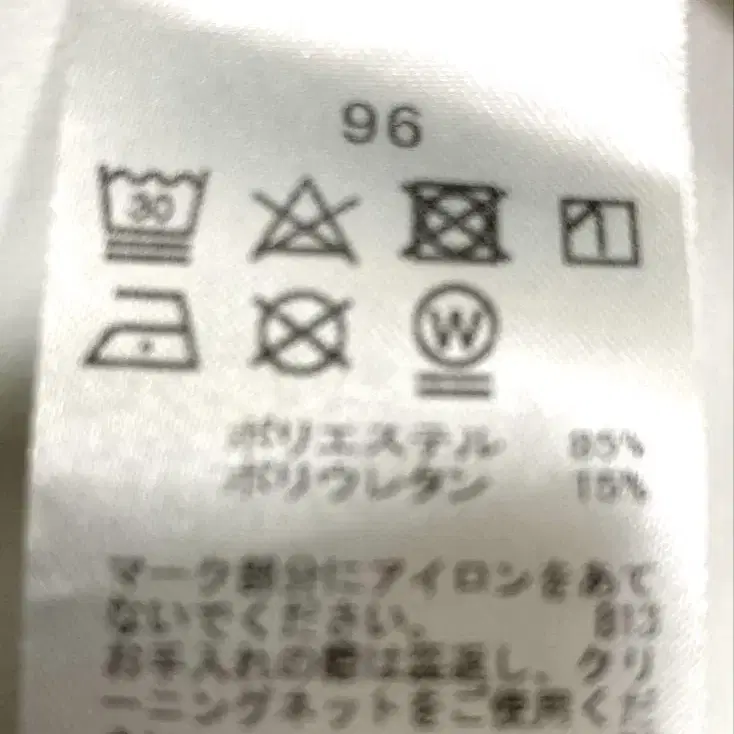 96
30
W
ポリエステル 85%
ポリウレタン 15%
マーク部分にアイロンをあて
ないでください。 813
お手入れの際は裏返し、クリ
ーニングネットをご使用くだ